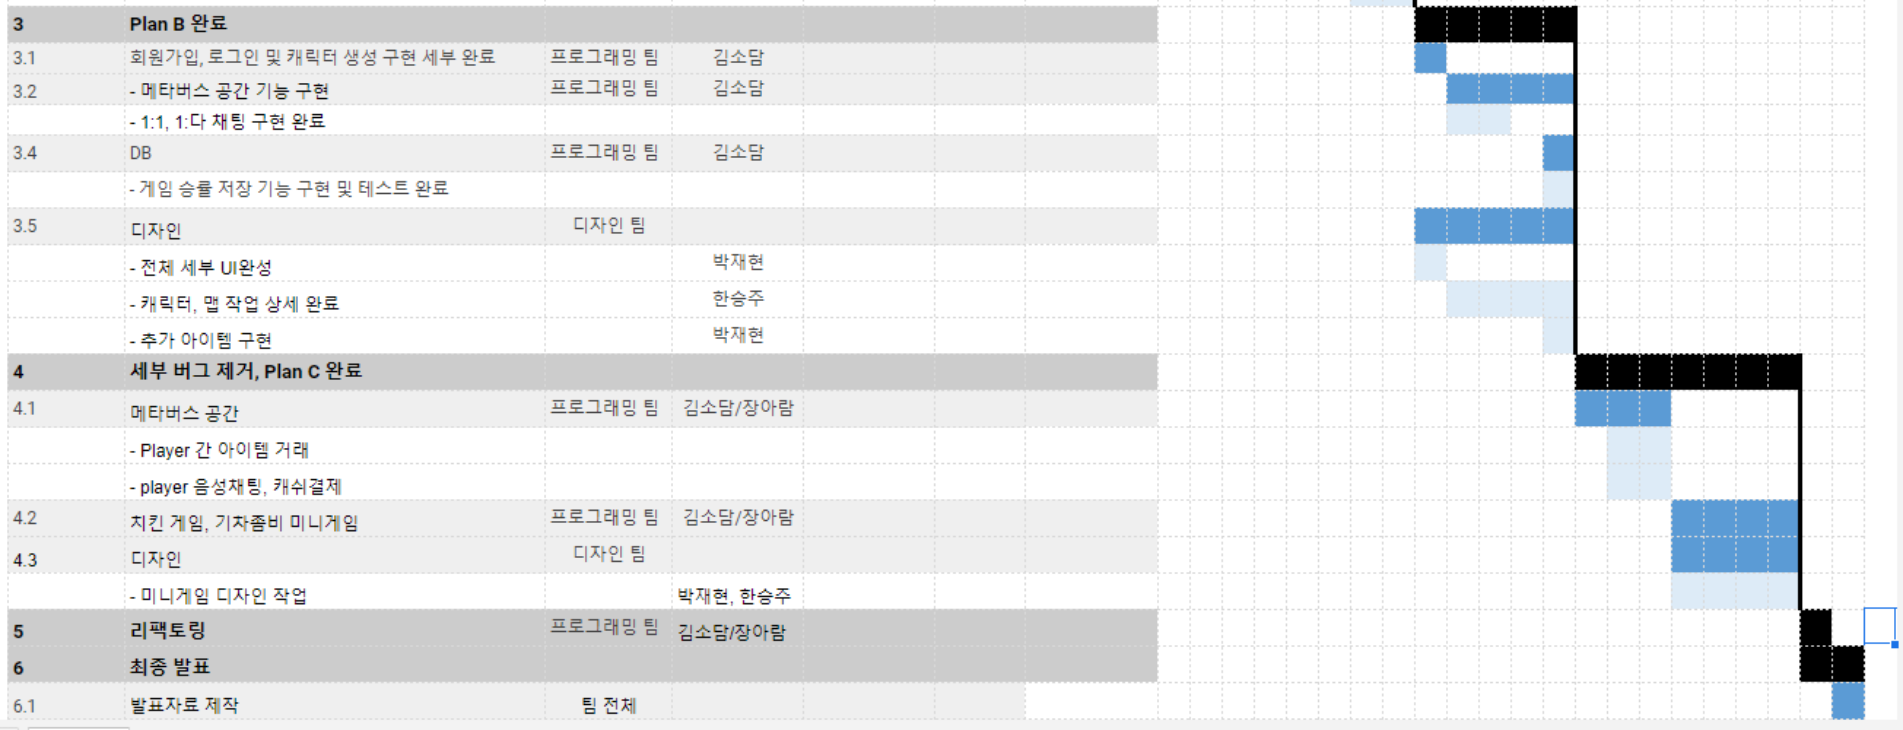 3 Plan B 완료
3.1 회원가입, 로그인 및 캐릭터 생성 구현 세부 완료 프로그래밍 팀 김소담
3.2 - 메타버스 공간 기능 구현 프로그래밍 팀 김소담
- 1:1, 1:다 채팅 구현 완료
3.4 DB 프로그래밍 팀 김소담
- 게임 승률 저장 기능 구현 및 테스트 완료
3.5 디자인 디자인 팀
- 전체 세부 UI완성 박재현
- 캐릭터, 맵 작업 상세 완료 한승주
- 추가 아이템 구현 박재현
4 세부 버그 제거, Plan C 완료
4.1 메타버스 공간 프로그래밍 팀 김소담/장아람
- Player 간 아이템 거래
- player 음성채팅, 캐쉬결제
4.2 치킨 게임, 기차좀비 미니게임 프로그래밍 팀 김소담/장아람
4.3 디자인 디자인 팀
- 미니게임 디자인 작업 박재현, 한승주
5 리팩토링 프로그래밍 팀 김소담/장아람
6 최종 발표
6.1 발표자료 제작 팀 전체